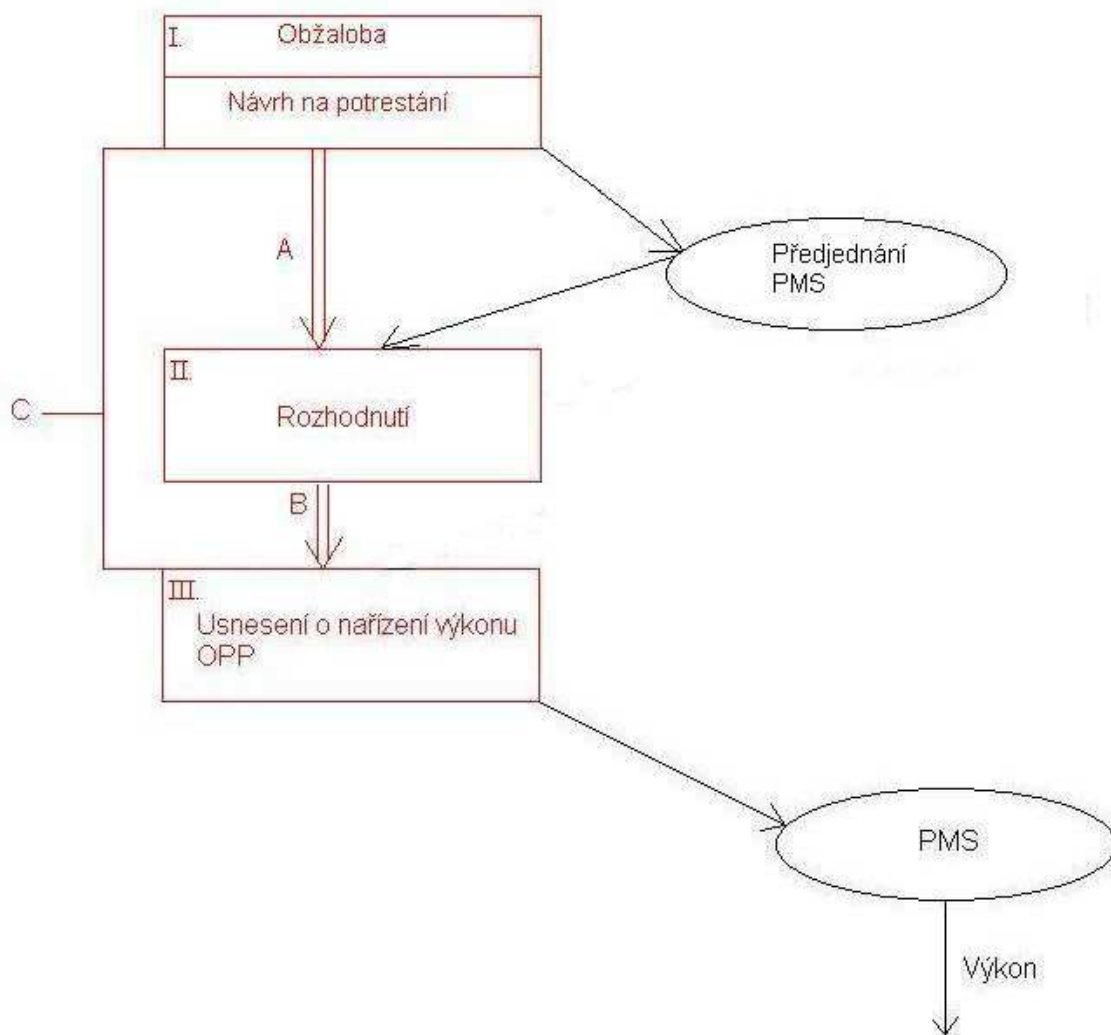 I. Obžaloba
Návrh na potrestání
A
Předjednání
PMS
II.
Rozhodnutí
C
B
III.
Usnesení o nařízení výkonu
OPP
PMS
Výkon